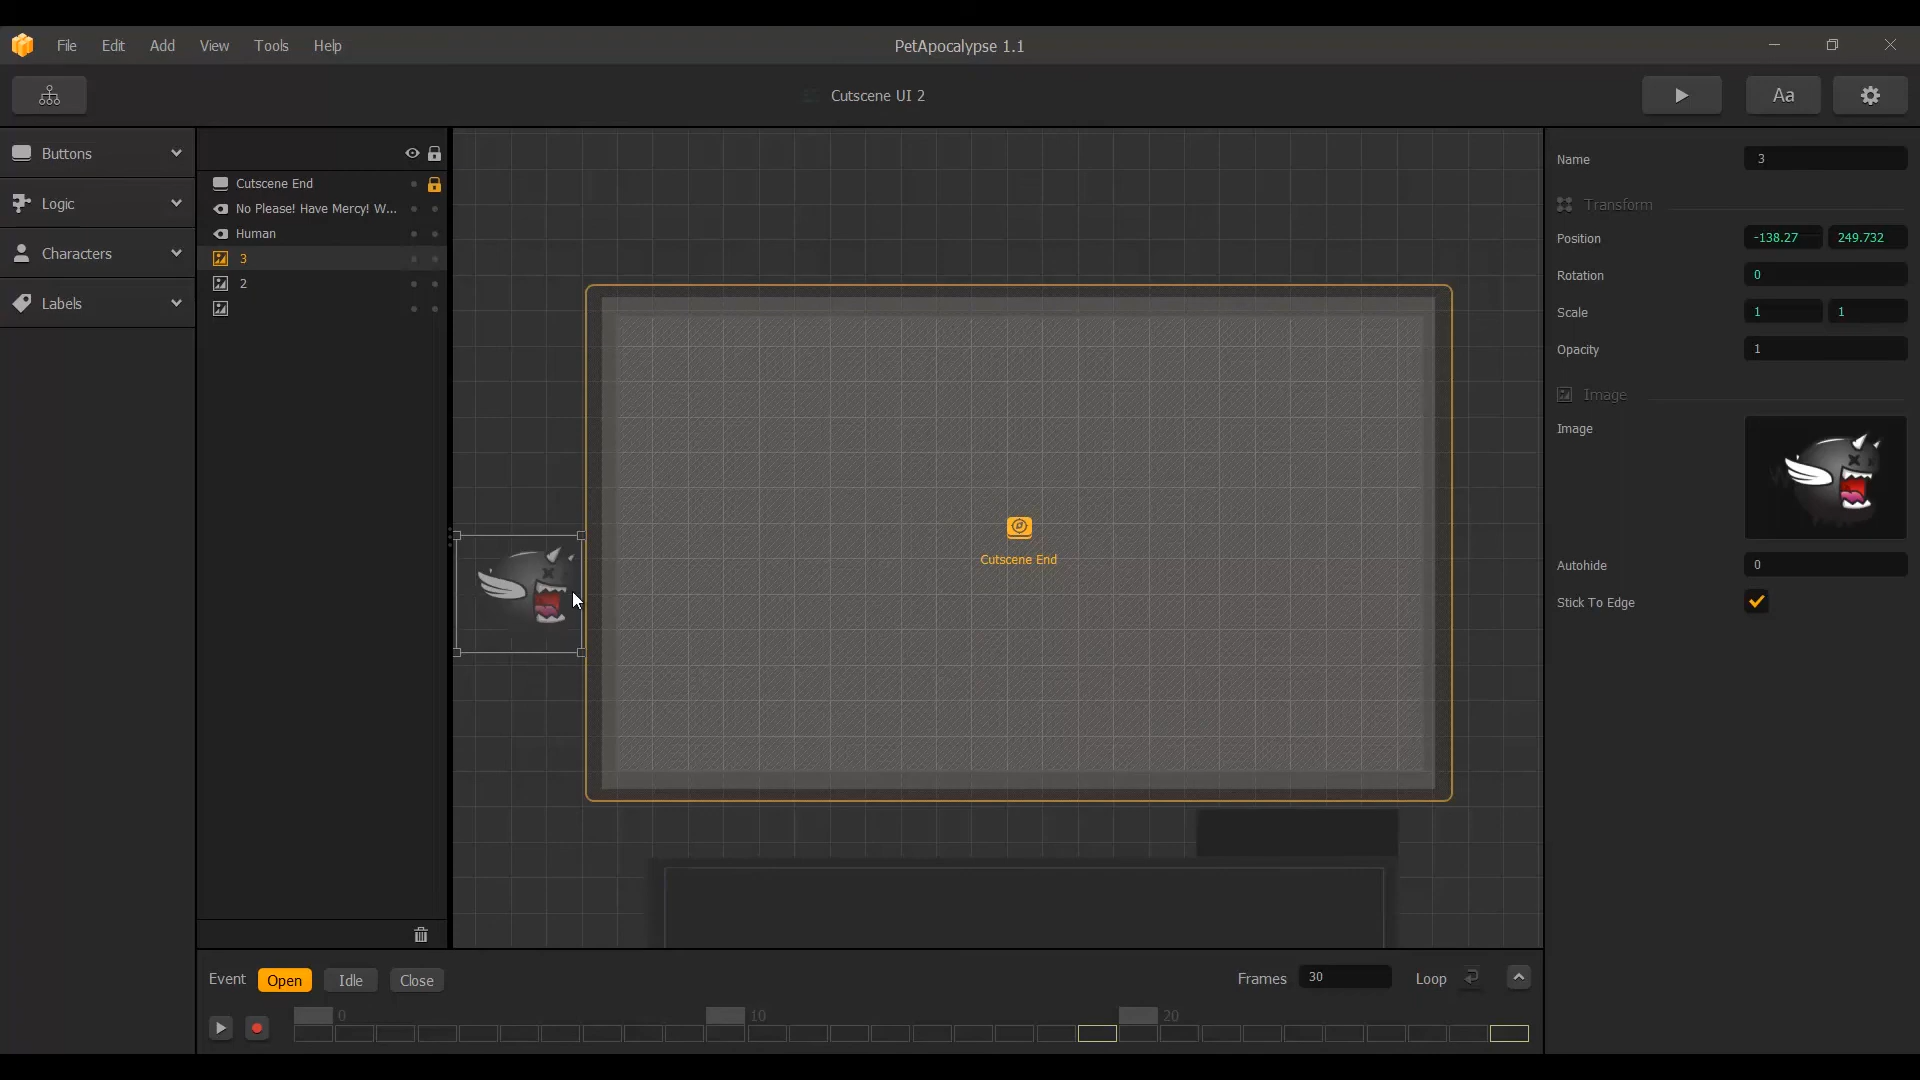 File Edit Add View Tools Help PetApocalypse 1.1
Cutscene UI 2 Aa
Buttons
Logic
Characters
Labels
Cutscene End
No Please! Have Mercy! W...
Human
3
2
Cutscene End
Name 3
Transform
Position -138.27 249.732
Rotation 0
Scale 1 1
Opacity 1
Image
Image
Autohide 0
Stick To Edge
Event Open Idle Close Frames 30 Loop
0 10 20